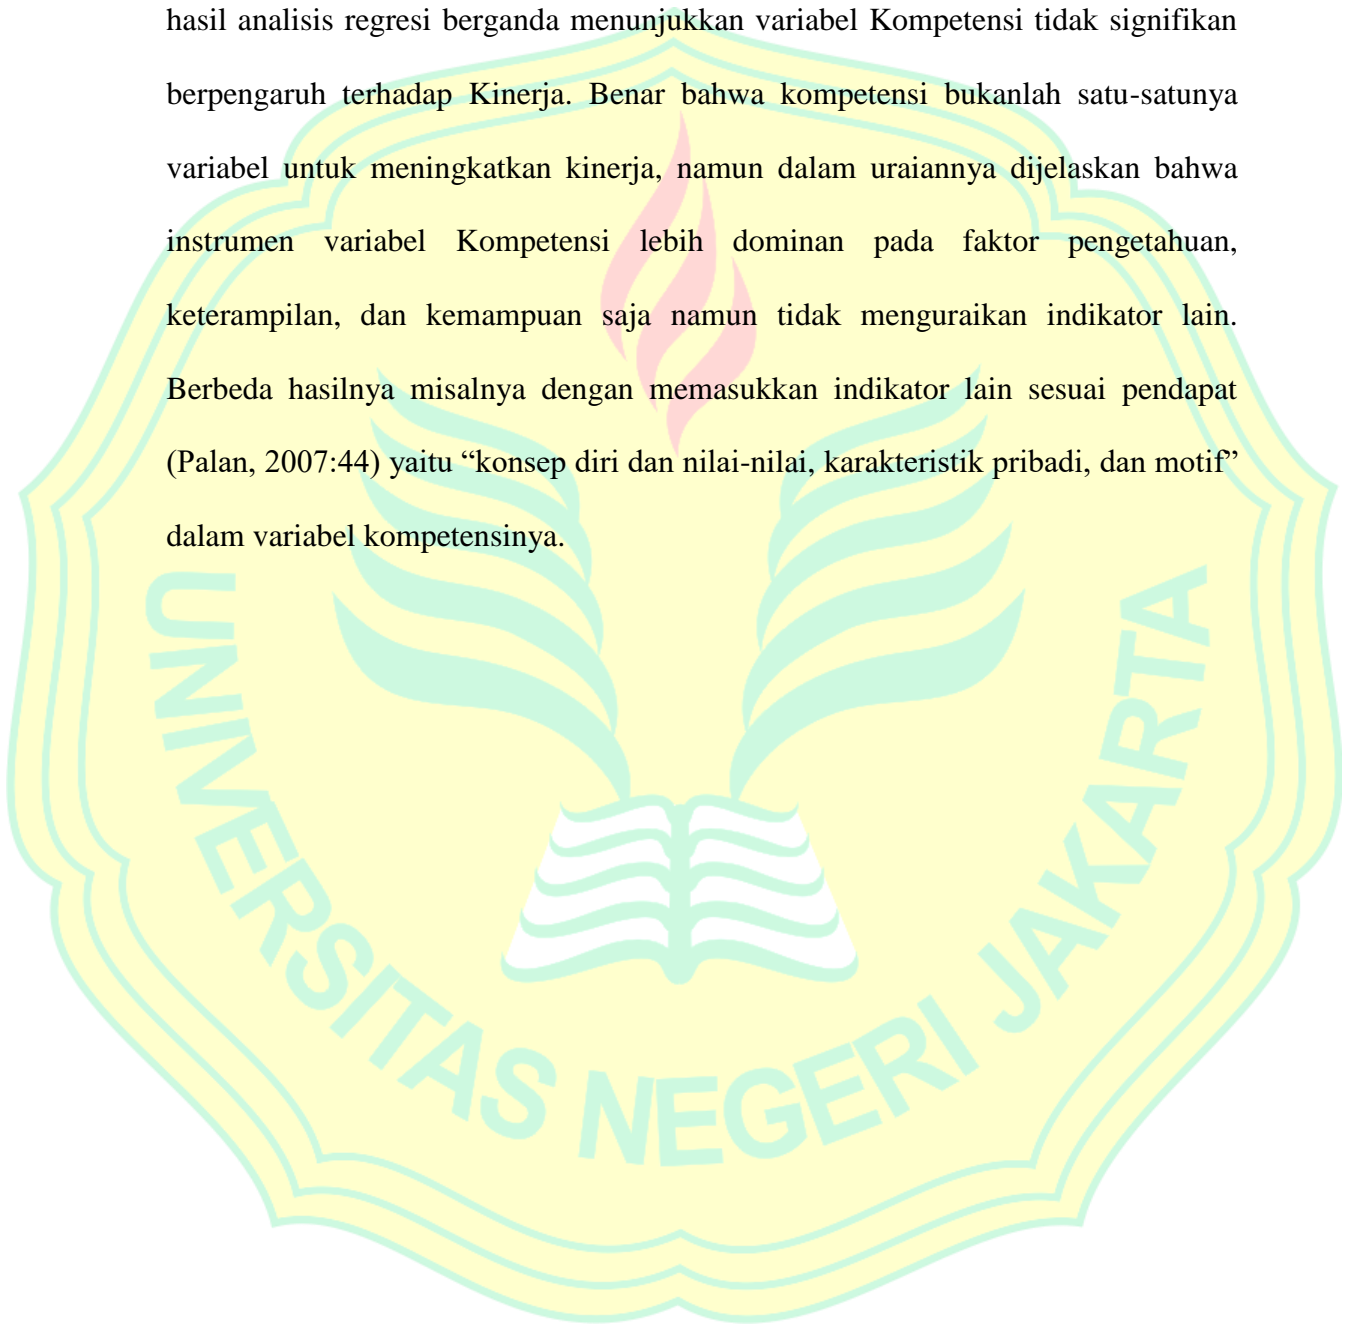 hasil analisis regresi berganda menunjukkan variabel Kompetensi tidak signifikan
berpengaruh terhadap Kinerja. Benar bahwa kompetensi bukanlah satu-satunya
variabel untuk meningkatkan kinerja, namun dalam uraiannya dijelaskan bahwa
instrumen variabel Kompetensi lebih dominan pada faktor pengetahuan,
keterampilan, dan kemampuan saja namun tidak menguraikan indikator lain.
Berbeda hasilnya misalnya dengan memasukkan indikator lain sesuai pendapat
(Palan, 2007:44) yaitu “konsep diri dan nilai-nilai, karakteristik pribadi, dan motif”
dalam variabel kompetensinya.
UNIVERSITAS NEGERI JAKARTA